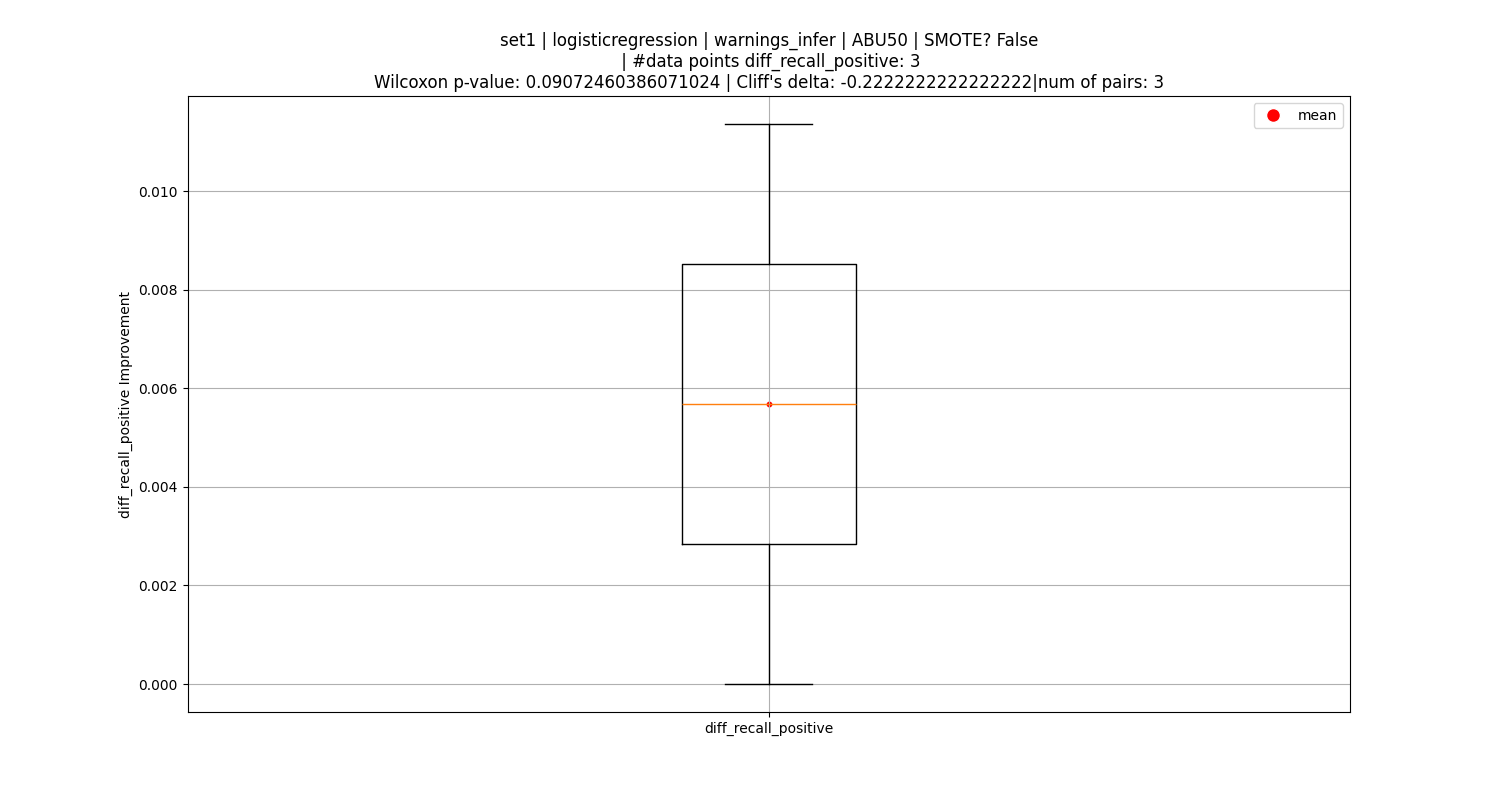 set1 | logisticregression | warnings_infer | ABU50 | SMOTE? False
| #data points diff_recall_positive: 3
Wilcoxon p-value: 0.09072460386071024 | Cliff's delta: -0.2222222222222222|num of pairs: 3
mean
0.010
0.008
0.006
0.004
0.002
0.000
diff_recall_positive Improvement
diff_recall_positive